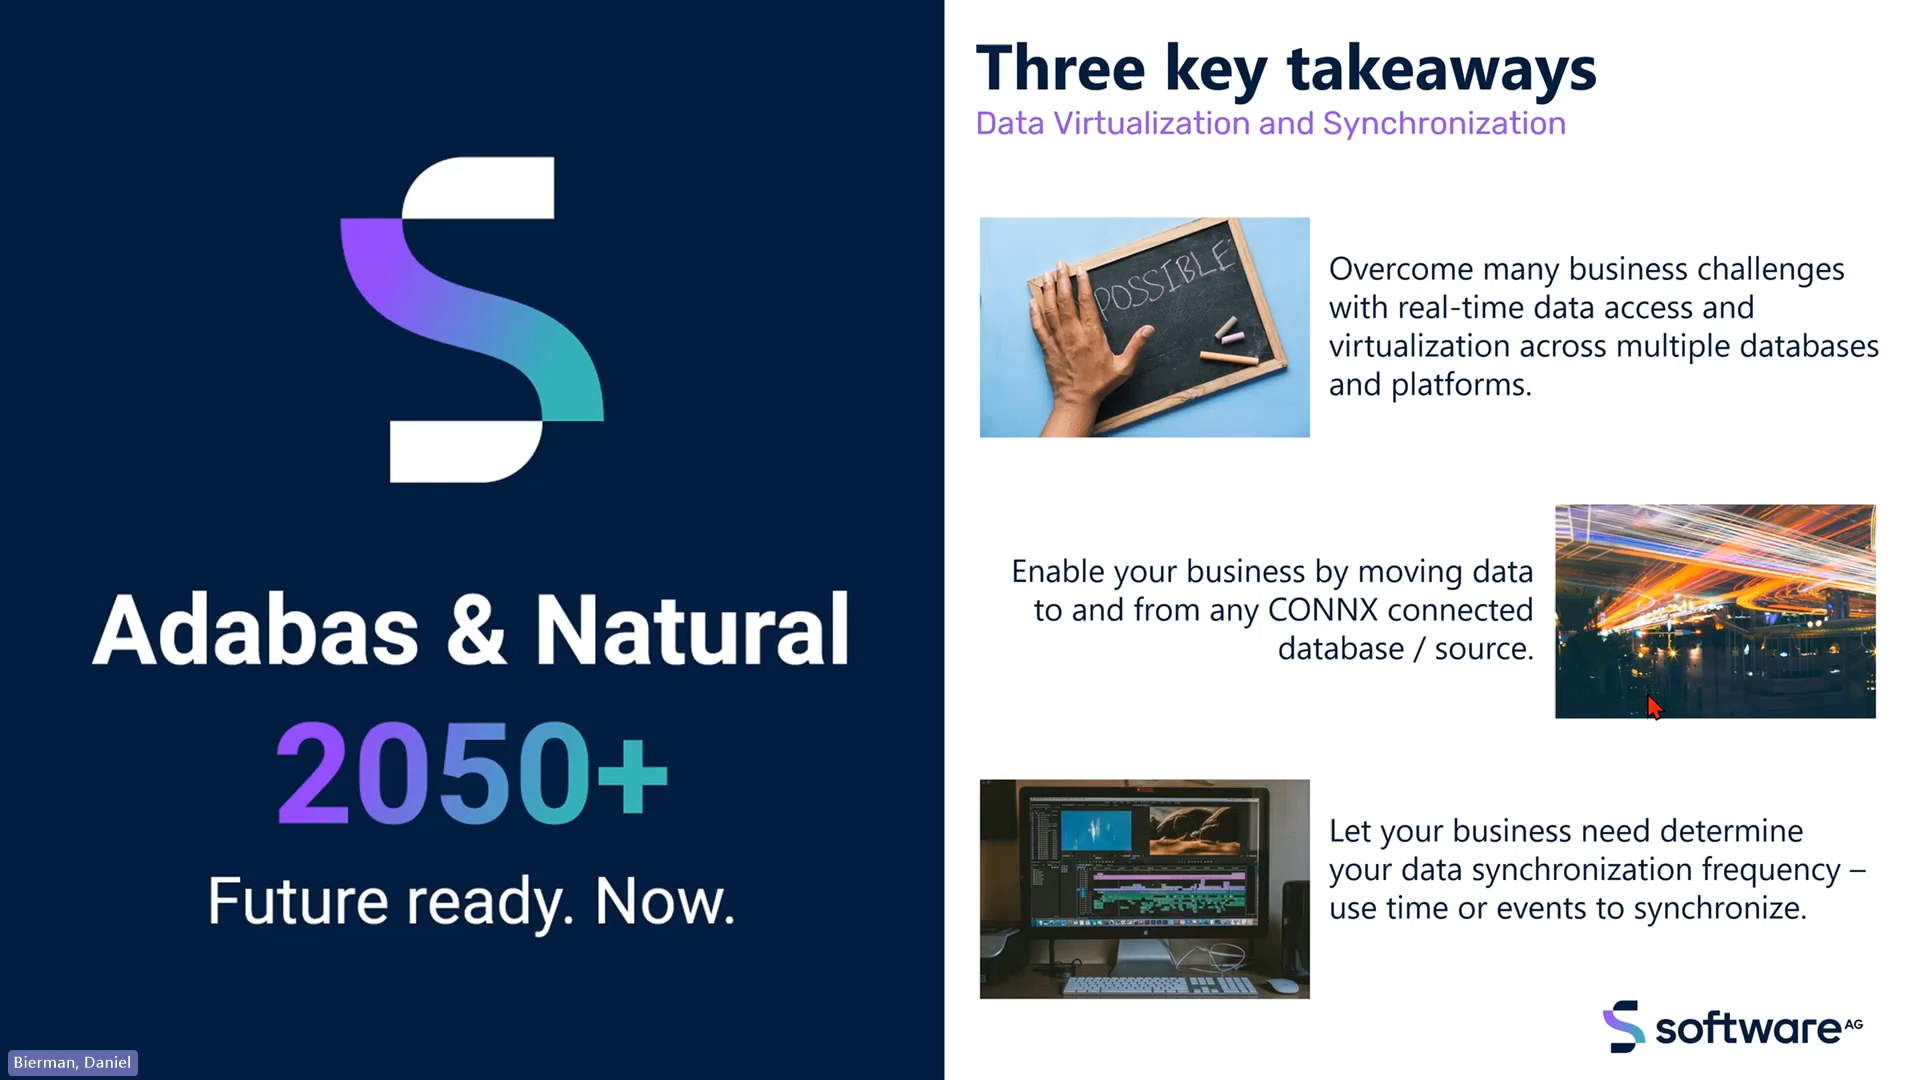 Adabas & Natural
2050+
Future ready. Now.
Bierman, Daniel
Three key takeaways
Data Virtualization and Synchronization
POSSIBLE
Overcome many business challenges
with real-time data access and
virtualization across multiple databases
and platforms.
Enable your business by moving data
to and from any CONNX connected
database / source.
Let your business need determine
your data synchronization frequency –
use time or events to synchronize.
software AG